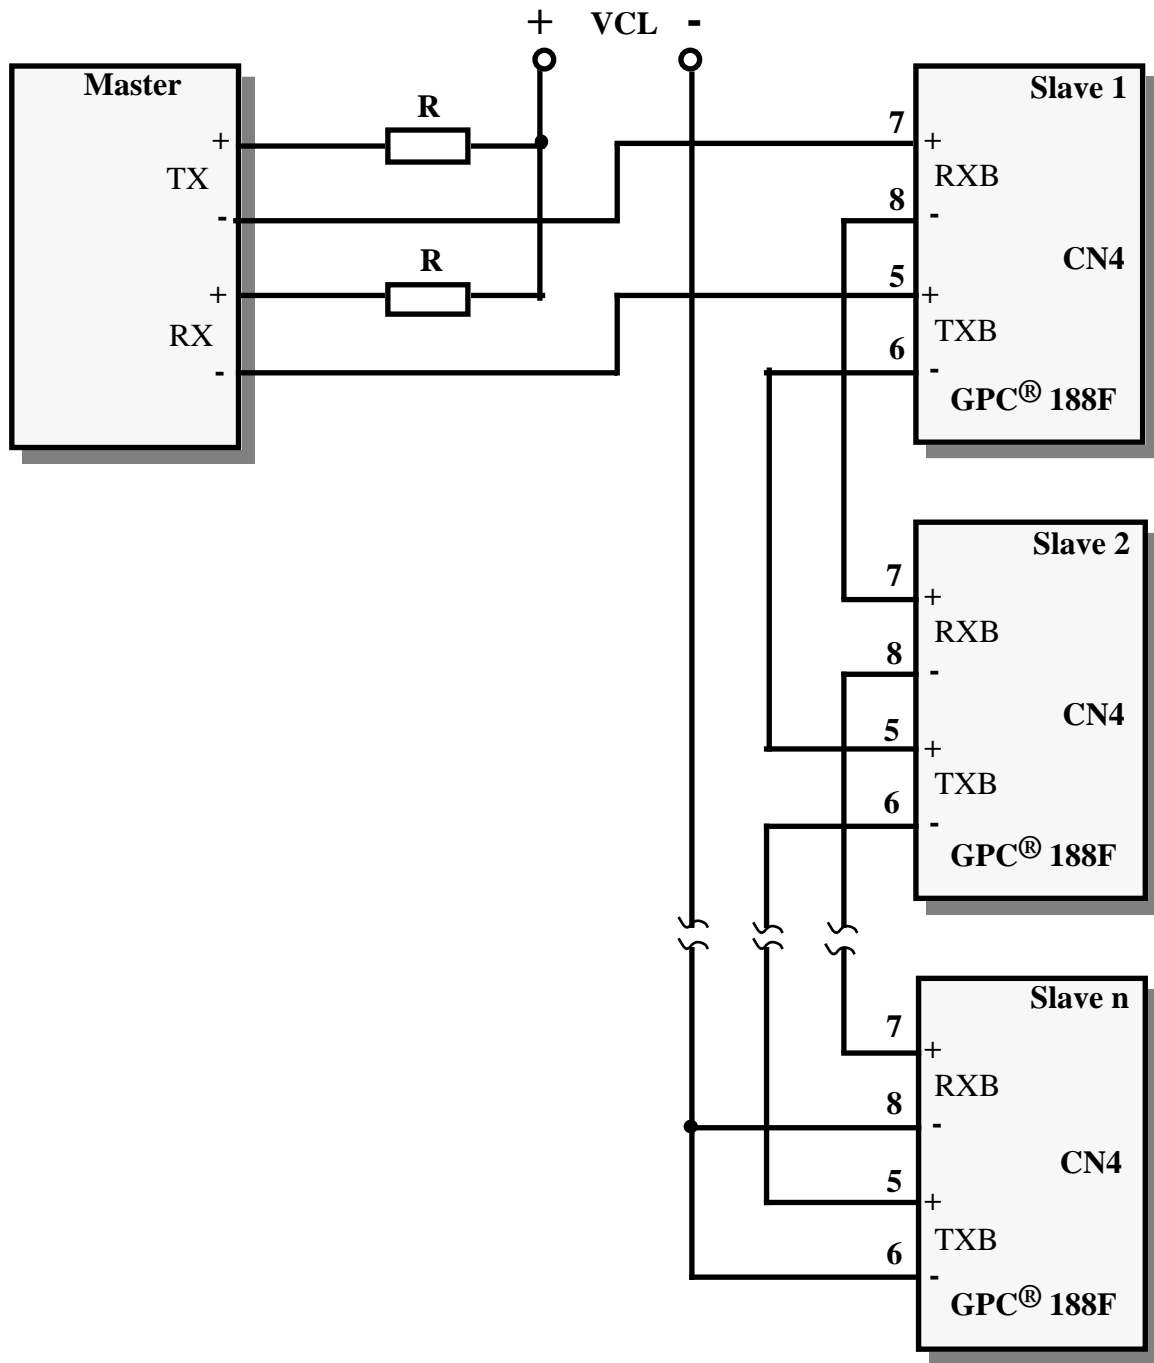 + VCL -
Master
R
+
TX
-
R
+
RX
-
Slave 1
7
+
RXB
8
-
CN4
5
+
TXB
6
-
GPC® 188F
Slave 2
7
+
RXB
8
-
CN4
5
+
TXB
6
-
GPC® 188F
Slave n
7
+
RXB
8
-
CN4
5
+
TXB
6
-
GPC® 188F